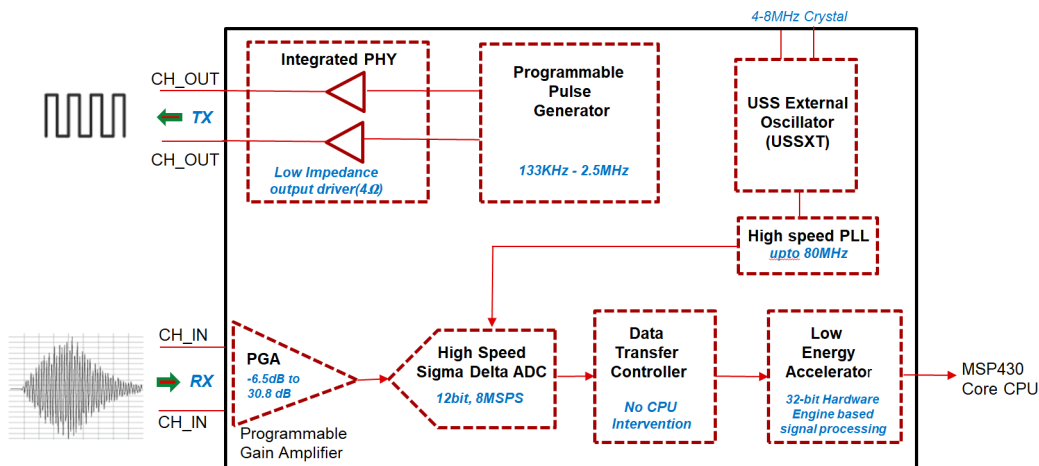 4-8MHz Crystal
Integrated PHY
CH_OUT
TX
CH_OUT
Low Impedance
output driver(4Ω)
Programmable
Pulse
Generator
133KHz - 2.5MHz
USS External
Oscillator
(USSXT)
High speed PLL
upto 80MHz
CH_IN
RX
CH_IN
PGA
-6.5dB to
30.8 dB
Programmable
Gain Amplifier
High Speed
Sigma Delta ADC
12bit, 8MSPS
Data
Transfer
Controller
No CPU
Intervention
Low
Energy
Accelerator
32-bit Hardware
Engine based
signal processing
MSP430
Core CPU